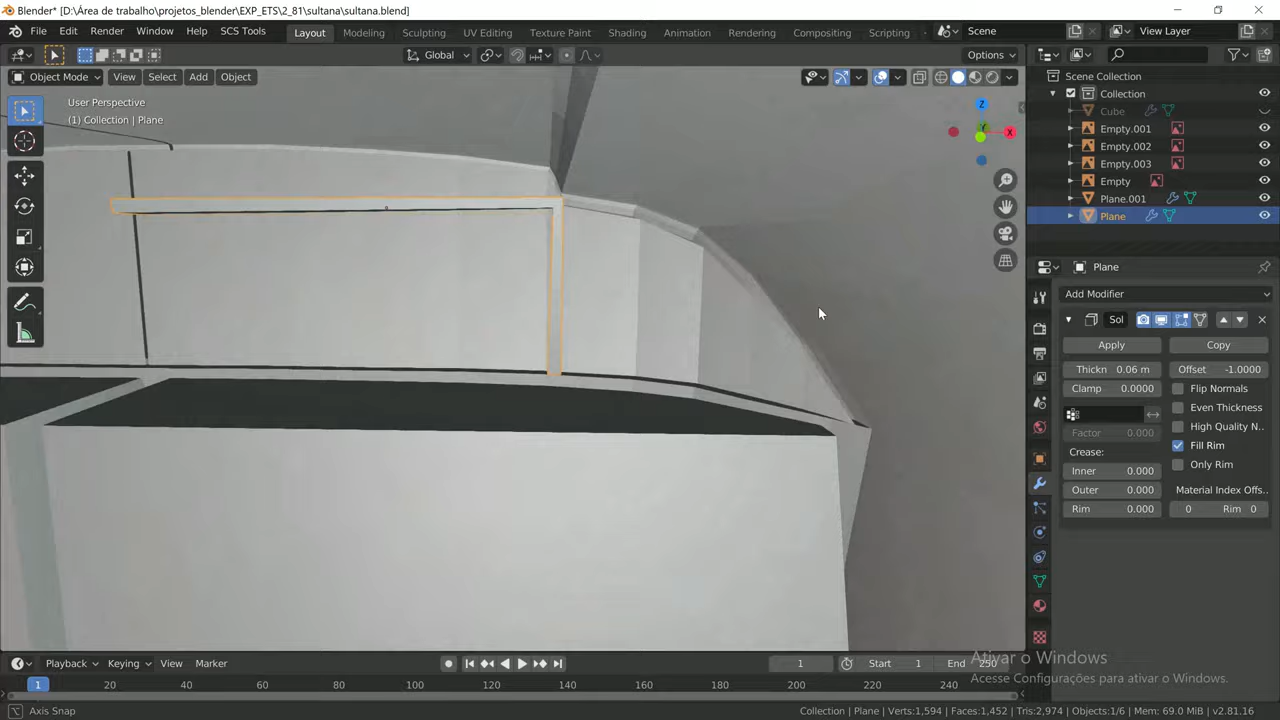 Blender* [D:\Área de trabalho\projetos_blender\EXP_ETS\2_81\sultana\sultana.blend]
File Edit Render Window Help SCS Tools Layout Modeling Sculpting UV Editing Texture Paint Shading Animation Rendering Compositing Scripting Scene View Layer
Global Options
Object Mode View Select Add Object
Scene Collection
Collection
Cube
Empty.001
Empty.002
Empty.003
Empty
Plane.001
Plane
User Perspective
(1) Collection | Plane
Z
Y
X
Plane
Add Modifier
Sol
Apply Copy
Thickn 0.06 m Offset -1.0000
Clamp 0.0000 Flip Normals
Even Thickness
High Quality N..
Factor 0.000 Fill Rim
Crease: Only Rim
Inner 0.000
Outer 0.000 Material Index Offs..
Rim 0.000 0 Rim 0
Playback Keying View Marker 1 Start 1 End 250
1 20 40 60 80 100 120 140 160 180 200 220 240
Ativar o Windows
Acesse Configurações para ativar o Windows.
Axis Snap Collection | Plane | Verts:1,594 | Faces:1,452 | Tris:2,974 | Objects:1/6 | Mem: 69.0 MiB | v2.81.16